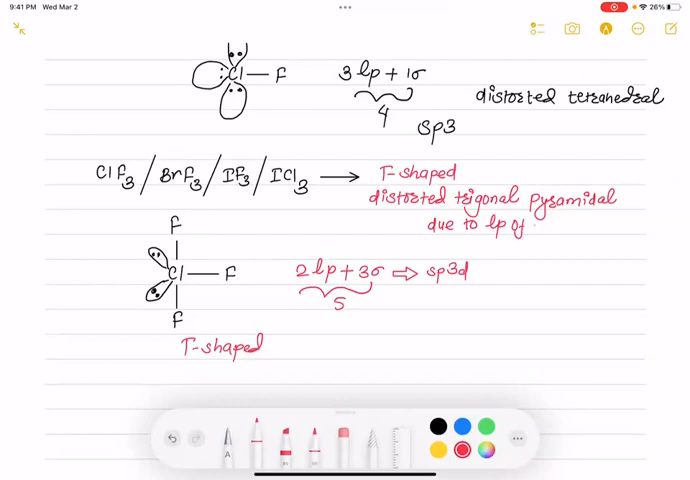 9:41 PM Wed Mar 2
26%
Cl—F
3 lp + 1σ
4
sp3
distorted tetrahedral
ClF3 / BrF3 / IF3 / ICl3 ⟶ T-shaped
distorted trigonal pyramidal
due to lp of
F
Cl—F
F
2 lp + 3σ ⇒ sp3d
5
T-shaped
A